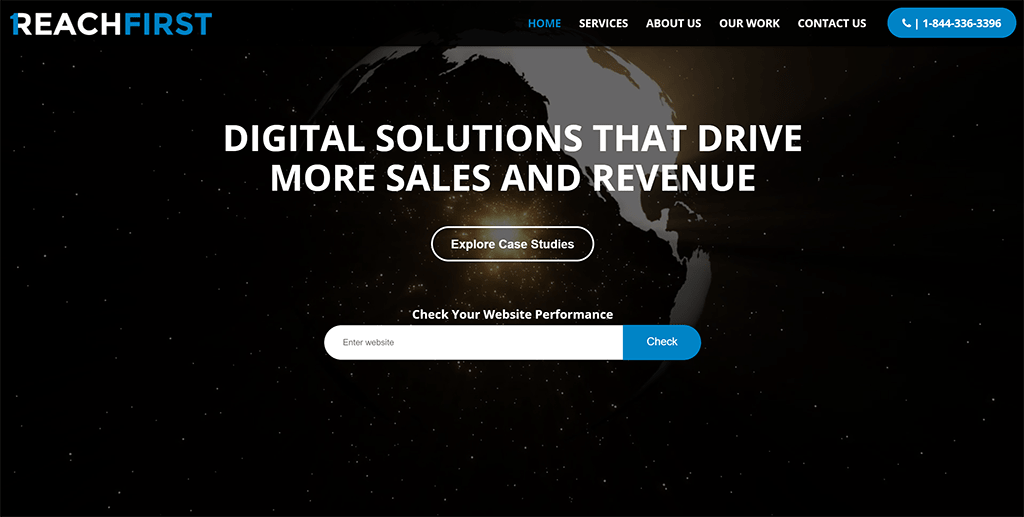 1REACHFIRST
HOME SERVICES ABOUT US OUR WORK CONTACT US | 1-844-336-3396
DIGITAL SOLUTIONS THAT DRIVE
MORE SALES AND REVENUE
Explore Case Studies
Check Your Website Performance
Enter website Check